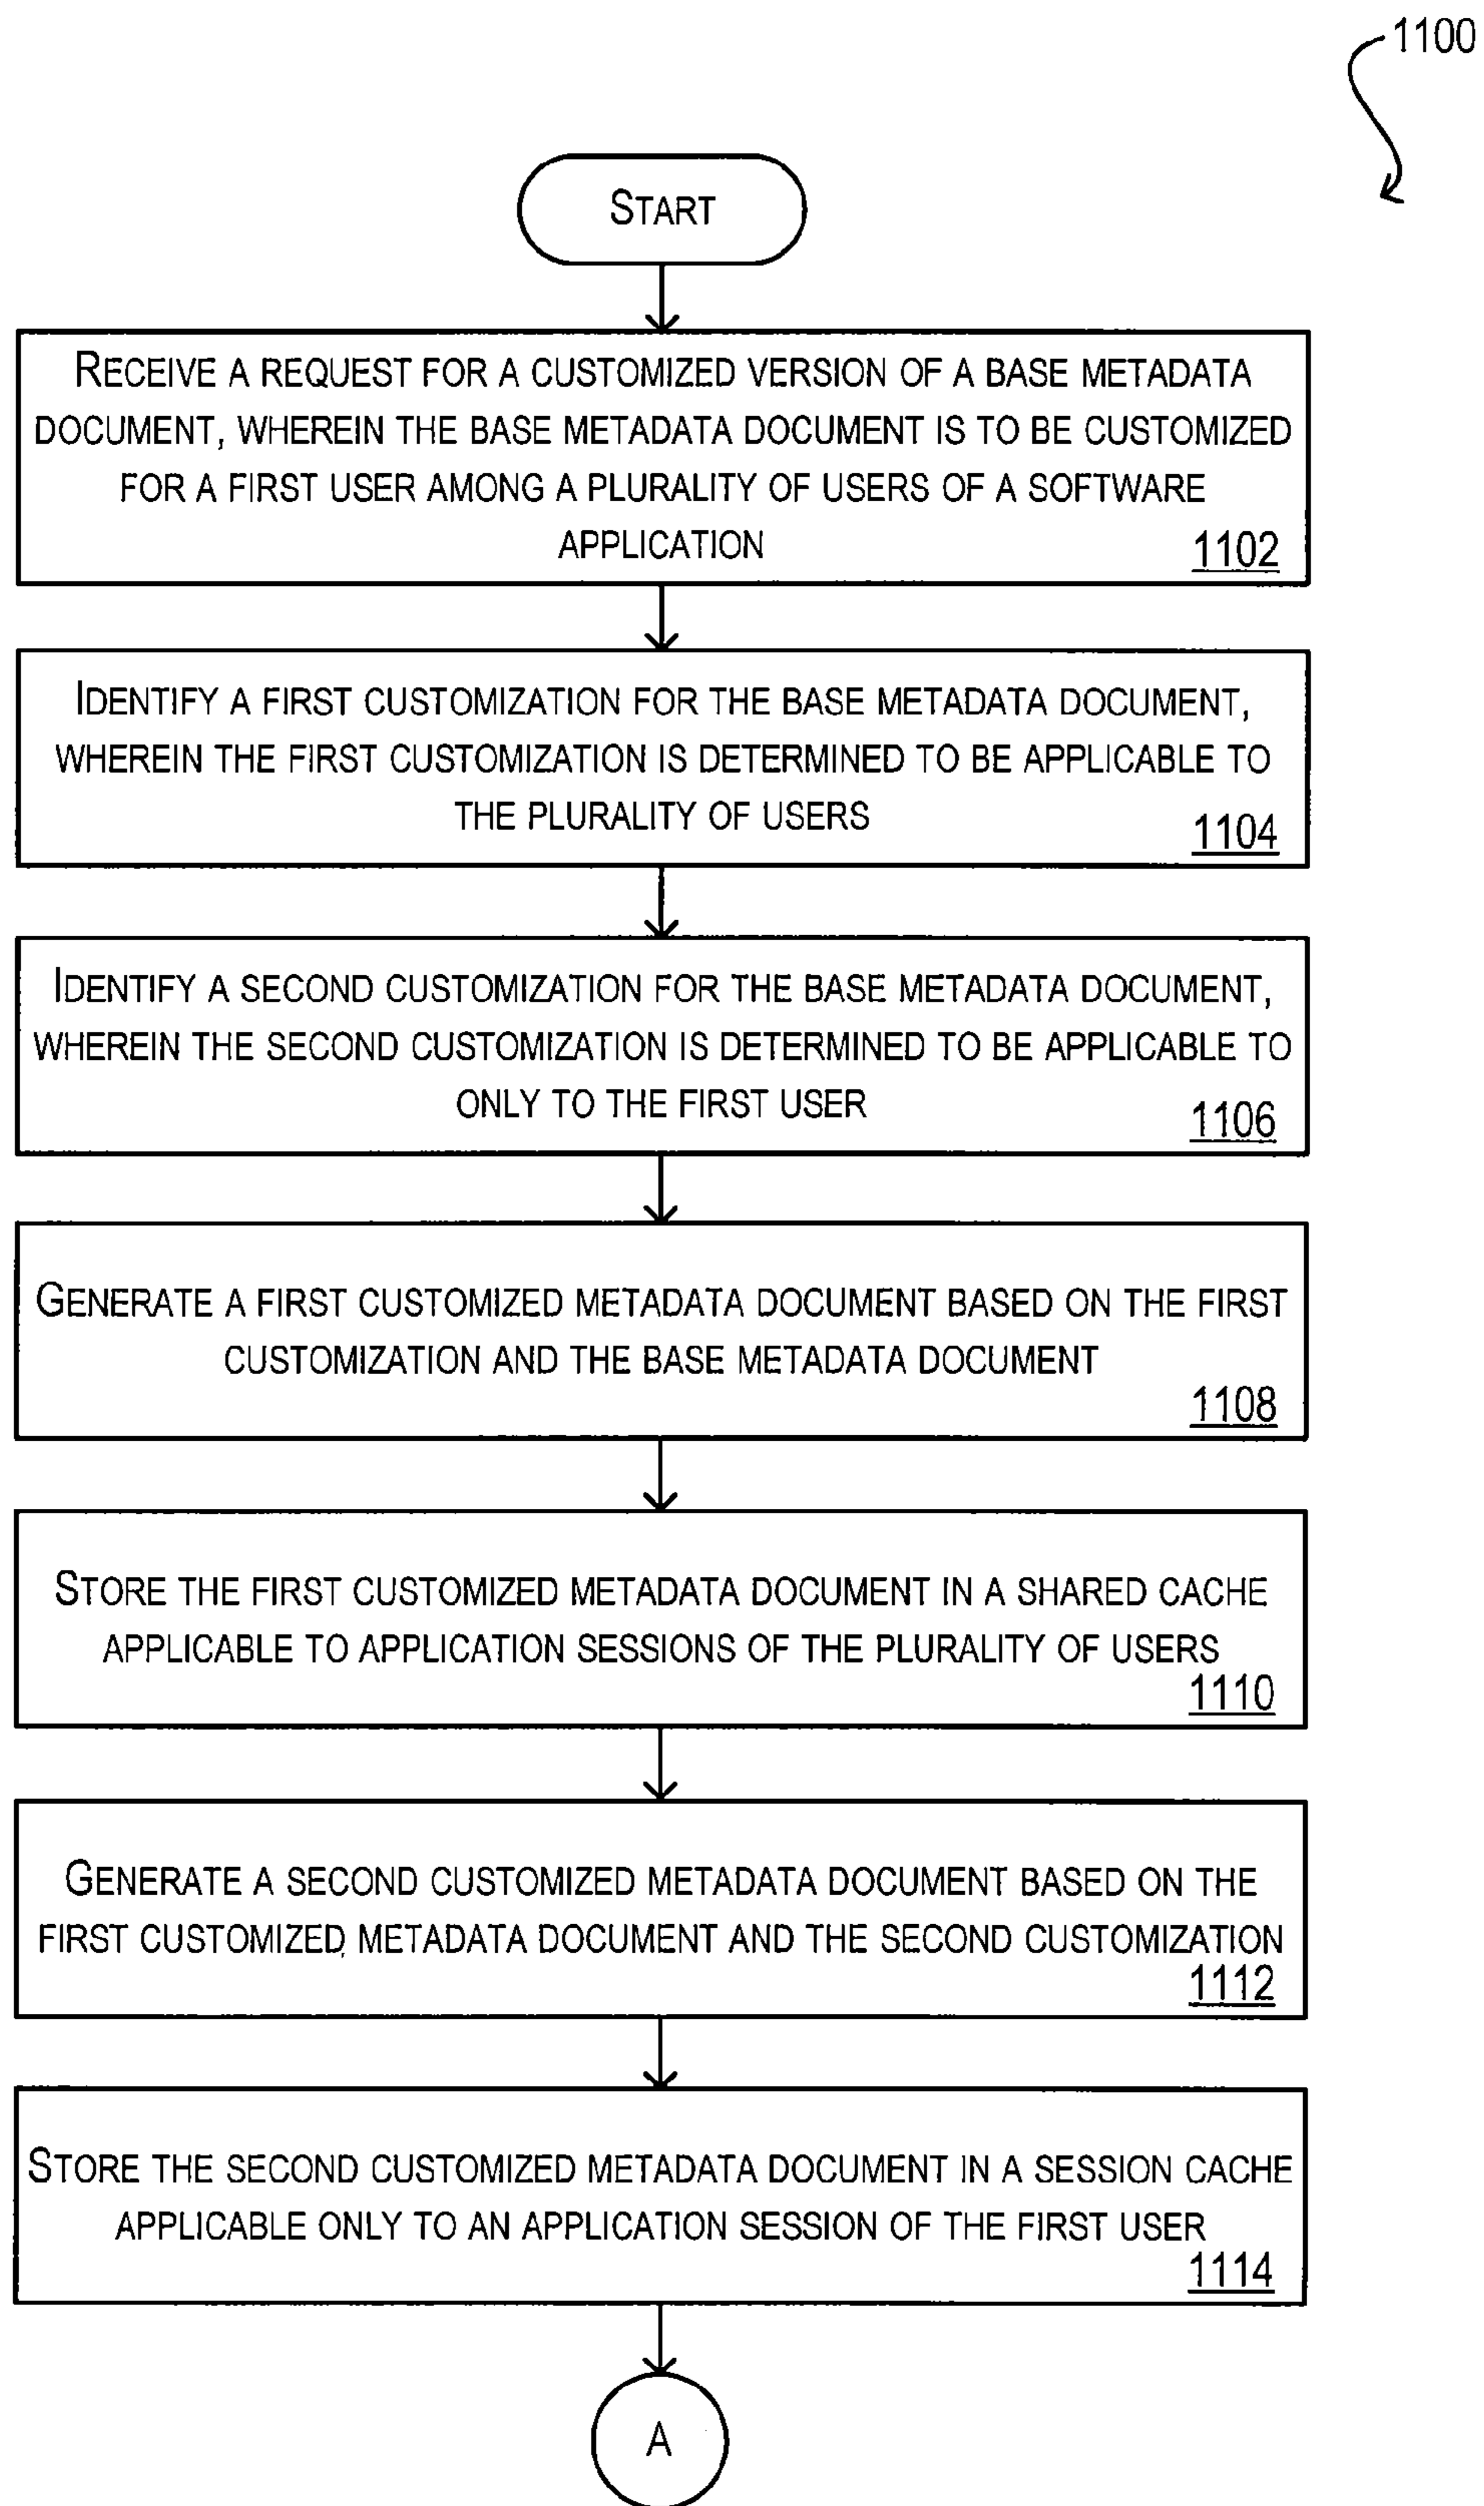 1100
START
RECEIVE A REQUEST FOR A CUSTOMIZED VERSION OF A BASE METADATA
DOCUMENT, WHEREIN THE BASE METADATA DOCUMENT IS TO BE CUSTOMIZED
FOR A FIRST USER AMONG A PLURALITY OF USERS OF A SOFTWARE
APPLICATION
1102
IDENTIFY A FIRST CUSTOMIZATION FOR THE BASE METADATA DOCUMENT,
WHEREIN THE FIRST CUSTOMIZATION IS DETERMINED TO BE APPLICABLE TO
THE PLURALITY OF USERS
1104
IDENTIFY A SECOND CUSTOMIZATION FOR THE BASE METADATA DOCUMENT,
WHEREIN THE SECOND CUSTOMIZATION IS DETERMINED TO BE APPLICABLE TO
ONLY TO THE FIRST USER
1106
GENERATE A FIRST CUSTOMIZED METADATA DOCUMENT BASED ON THE FIRST
CUSTOMIZATION AND THE BASE METADATA DOCUMENT
1108
STORE THE FIRST CUSTOMIZED METADATA DOCUMENT IN A SHARED CACHE
APPLICABLE TO APPLICATION SESSIONS OF THE PLURALITY OF USERS
1110
GENERATE A SECOND CUSTOMIZED METADATA DOCUMENT BASED ON THE
FIRST CUSTOMIZED METADATA DOCUMENT AND THE SECOND CUSTOMIZATION
1112
STORE THE SECOND CUSTOMIZED METADATA DOCUMENT IN A SESSION CACHE
APPLICABLE ONLY TO AN APPLICATION SESSION OF THE FIRST USER
1114
A